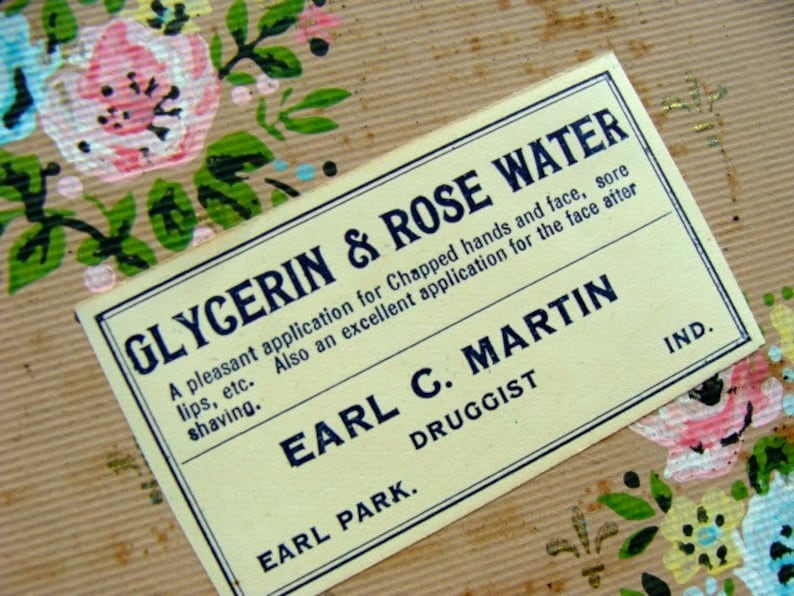 GLYCERIN & ROSE WATER
A pleasant application for Chapped hands and face, sore
lips, etc. Also an excellent application for the face after
shaving.
EARL C. MARTIN
DRUGGIST
EARL PARK. IND.